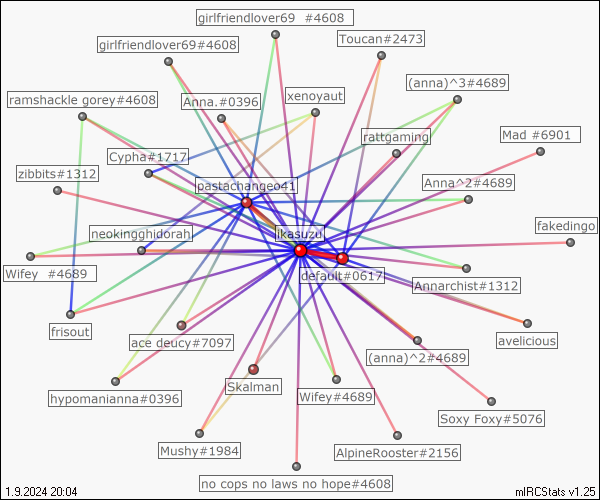 girlfriendlover69 #4608
Toucan#2473
girlfriendlover69#4608
(anna)^3#4689
ramshackle gorey#4608
Anna.#0396
xenoyaut
rattgaming
Mad #6901
Cypha#1717
zibbits#1312
pastachangeo41
Anna^2#4689
fakedingo
neokingghidorah
ikasuzu
Wifey #4689
default#0617
Annarchist#1312
frisout
ace deucy#7097
avelicious
(anna)^2#4689
Skalman
hypomanianna#0396
Wifey#4689
Soxy Foxy#5076
Mushy#1984
AlpineRooster#2156
no cops no laws no hope#4608
1.9.2024 20:04
mIRCStats v1.25